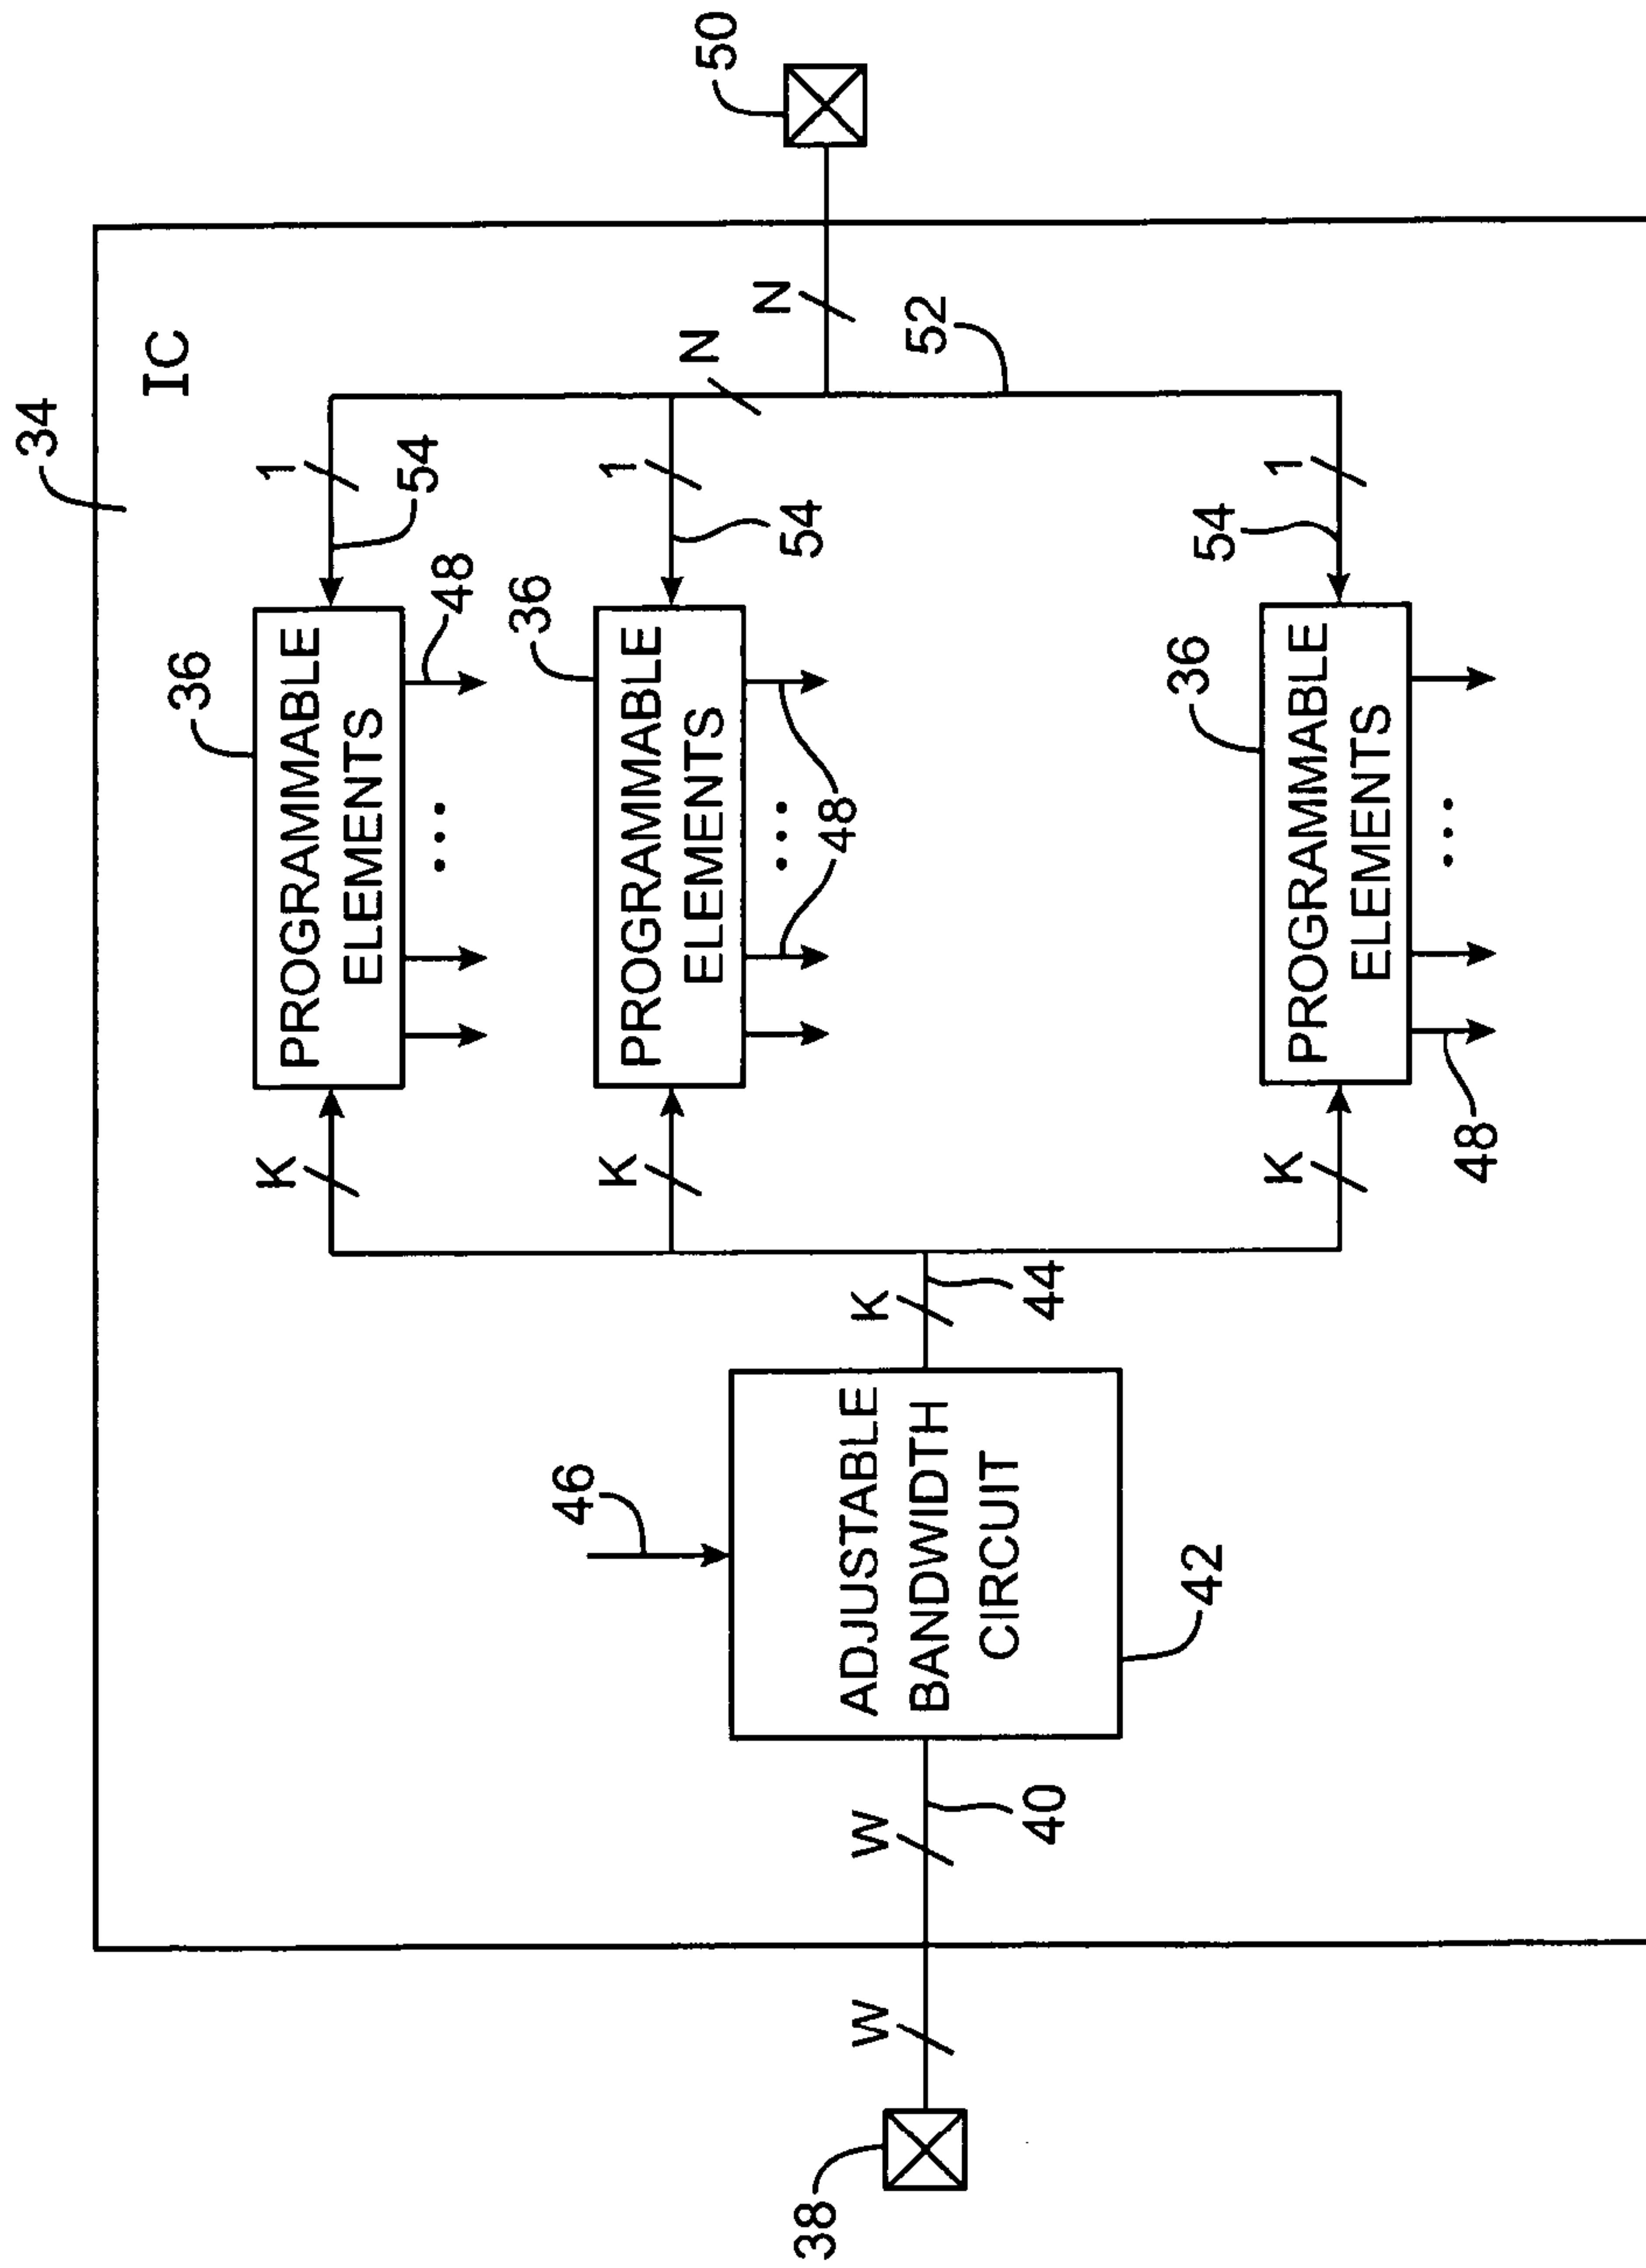 34
IC
36
K
1
PROGRAMMABLE
ELEMENTS
54
...
48
36
46
K
1
PROGRAMMABLE
ELEMENTS
N
50
N
...
54
38
48
W
W
ADJUSTABLE
BANDWIDTH
CIRCUIT
K
52
40
44
36
42
54
K
1
PROGRAMMABLE
ELEMENTS
...
48